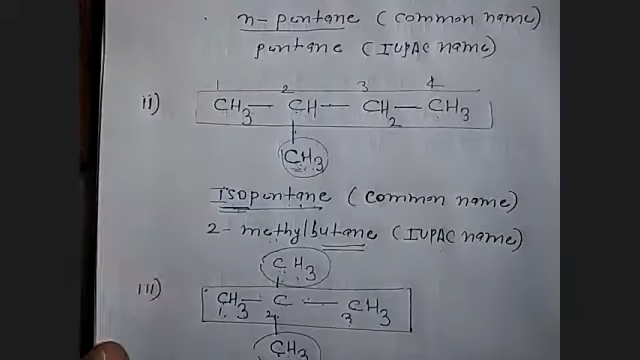 n-pentane (common name)
pentane (IUPAC name)
1 2 3 4
ii) CH3 — CH — CH2 — CH3
CH3
Isopentane (common name)
2-methylbutane (IUPAC name)
CH3
iii) CH3 — C — CH3
1. 2 3
CH3